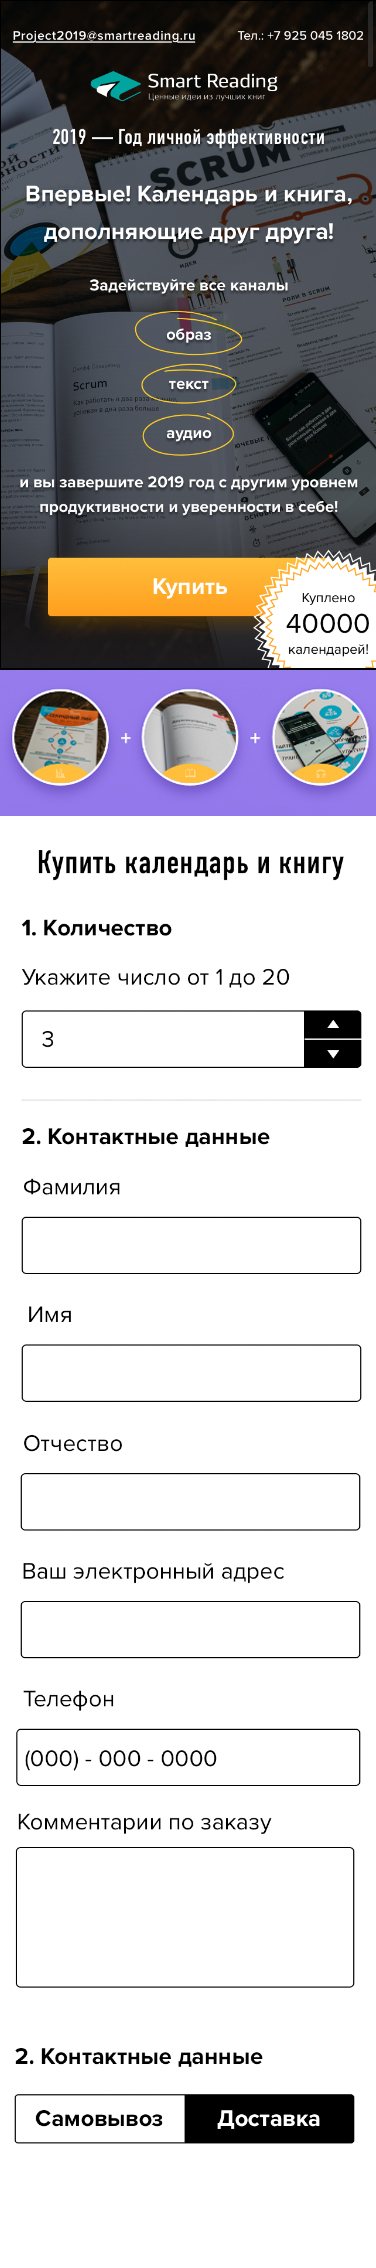 Project2019@smartreading.ru
Тел.: +7 925 045 1802
Smart Reading
Ценные идеи из лучших книг
2019 — Год личной эффективности
Впервые! Календарь и книга,
дополняющие друг друга!
Задействуйте все каналы
образ
Scrum
текст
аудио
и вы завершите 2019 год с другим уровнем
продуктивности и уверенности в себе!
Купить
Куплено
40000
календарей!
+ +
Купить календарь и книгу
1. Количество
Укажите число от 1 до 20
3
2. Контактные данные
Фамилия
Имя
Отчество
Ваш электронный адрес
Телефон
(000) - 000 - 0000
Комментарии по заказу
2. Контактные данные
Самовывоз
Доставка